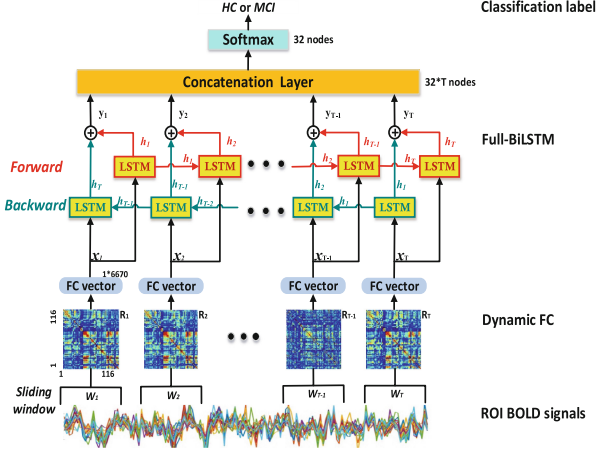 HC or MCI
Classification label
Softmax
32 nodes
Concatenation Layer
32*T nodes
y1 y2 yT-1 yT
Full-BiLSTM
h1 h2 hT-1 hT
Forward
LSTM h1 LSTM h2 LSTM hT LSTM
hT hT-1 h2 h1
Backward
LSTM hT-1 LSTM hT-2 LSTM h1 LSTM
x1 x2 xT-1 xT
1*6670
FC vector FC vector FC vector FC vector
116 R1 R2 RT-1 RT
Dynamic FC
1
1 116
Sliding window
W1 W2 WT-1 WT
ROI BOLD signals